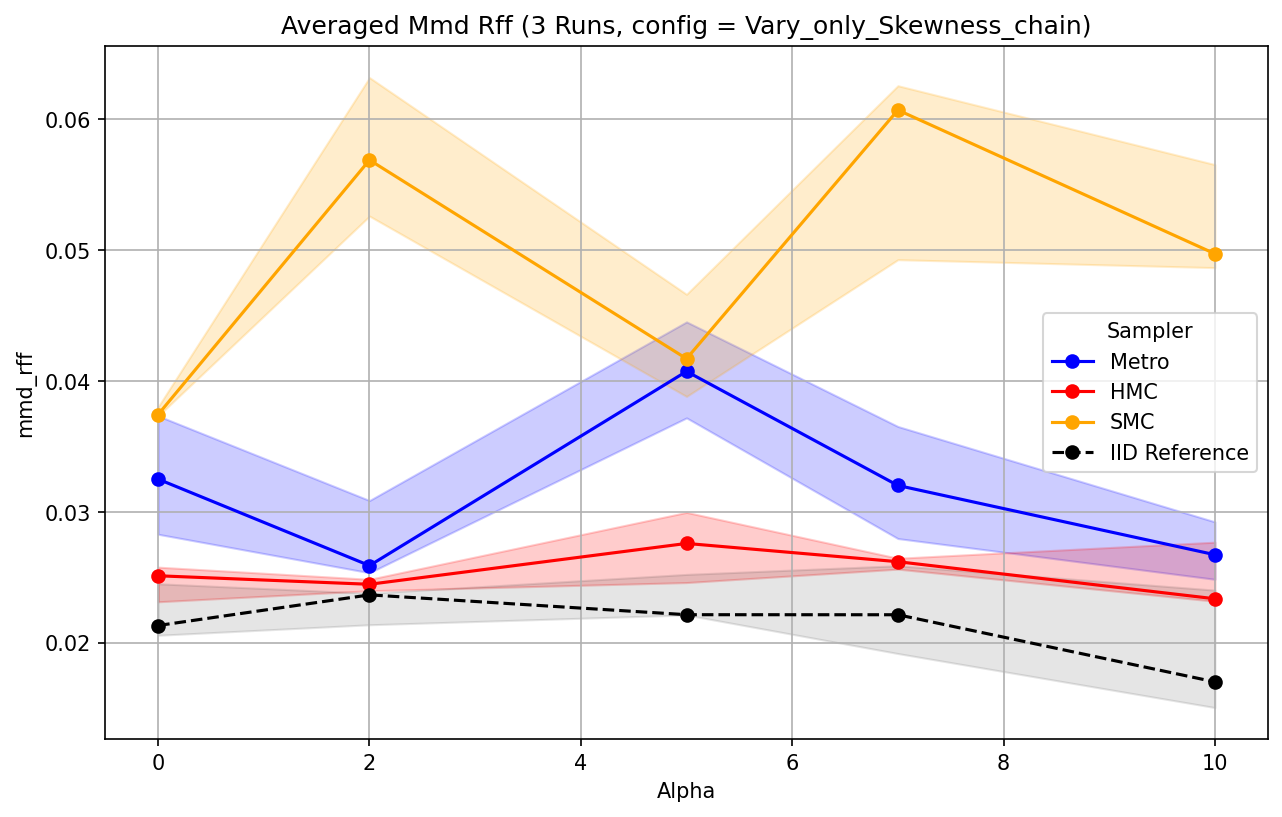 Averaged Mmd Rff (3 Runs, config = Vary_only_Skewness_chain)
mmd_rff
0.06
0.05
0.04
0.03
0.02
Sampler
Metro
HMC
SMC
IID Reference
0 2 4 6 8 10
Alpha